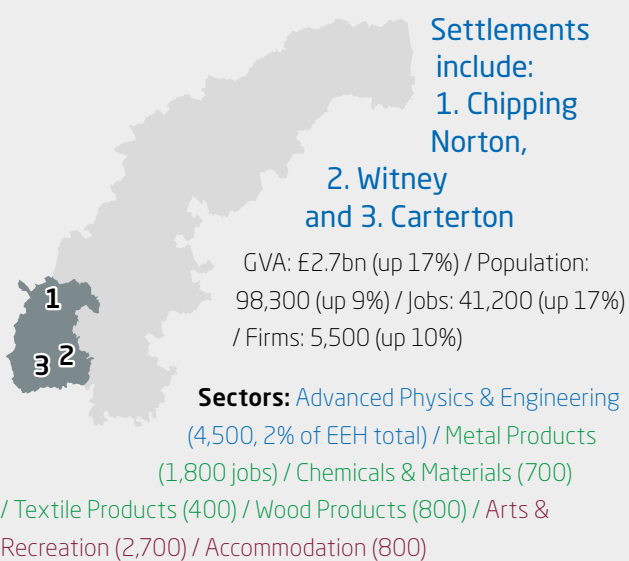 Settlements
include:
1. Chipping
Norton,
2. Witney
and 3. Carterton
GVA: £2.7bn (up 17%) / Population:
98,300 (up 9%) / Jobs: 41,200 (up 17%)
/ Firms: 5,500 (up 10%)
1
3 2
Sectors: Advanced Physics & Engineering
(4,500, 2% of EEH total) / Metal Products
(1,800 jobs) / Chemicals & Materials (700)
/ Textile Products (400) / Wood Products (800) / Arts &
Recreation (2,700) / Accommodation (800)